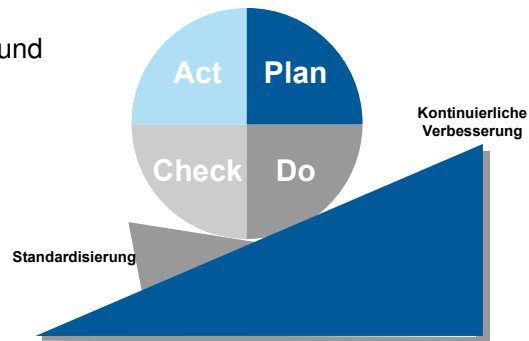 und
Act Plan
Kontinuierliche
Verbesserung
Check Do
Standardisierung